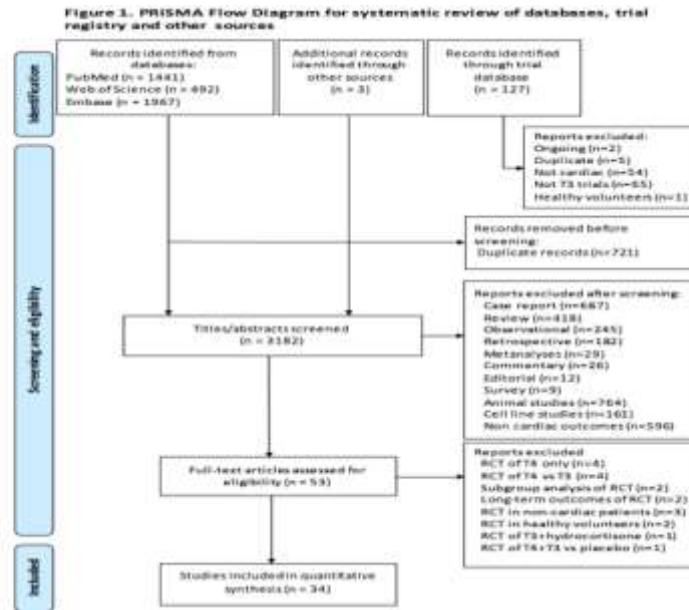 Figure 1. PRISMA Flow Diagram for systematic review of databases, trial
registry and other sources
Identification
Records identified from
databases:
PubMed (n = 1441)
Web of Science (n = 492)
Embase (n = 1967)
Additional records
identified through
other sources
(n = 3)
Records identified
through trial
database
(n = 127)
Reports excluded:
Ongoing (n=2)
Duplicate (n=5)
Not cardiac (n=54)
Not T3 trials (n=65)
Healthy volunteers (n=1)
Records removed before
screening:
Duplicate records (n=721)
Screening and eligibility
Titles/abstracts screened
(n = 3182)
Reports excluded after screening:
Case report (n=687)
Review (n=418)
Observational (n=245)
Retrospective (n=182)
Metanalyses (n=29)
Commentary (n=26)
Editorial (n=12)
Survey (n=9)
Animal studies (n=764)
Cell line studies (n=161)
Non cardiac outcomes (n=596)
Full-text articles assessed for
eligibility (n = 53)
Reports excluded
RCT of T4 only (n=4)
RCT of T4 vs T3 (n=4)
Subgroup analysis of RCT (n=2)
Long-term outcomes of RCT (n=2)
RCT in non-cardiac patients (n=3)
RCT in healthy volunteers (n=2)
RCT of T3+hydrocortisone (n=1)
RCT of T4+T3 vs placebo (n=1)
Included
Studies included in quantitative
synthesis (n = 34)